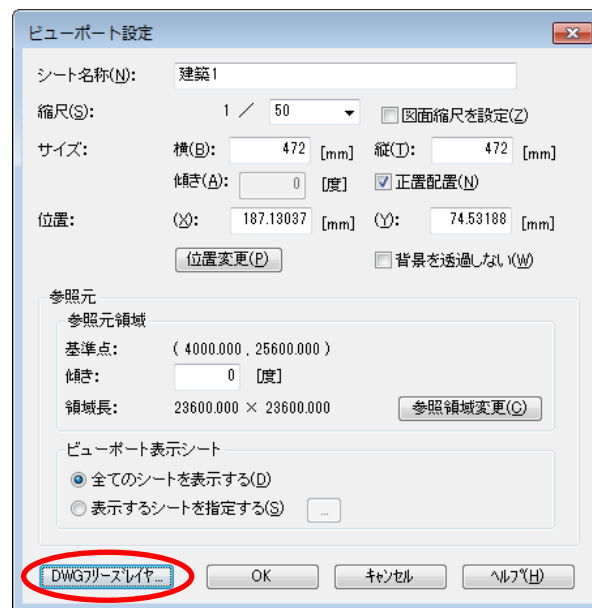 ビューポート設定
シート名称(N): 建築1
縮尺(S): 1 ／ 50 図面縮尺を設定(Z)
サイズ: 横(B): 472 [mm] 縦(T): 472 [mm]
傾き(A): 0 [度] 正置配置(N)
位置: (X): 187.13037 [mm] (Y): 74.53188 [mm]
位置変更(P) 背景を透過しない(W)
参照元
参照元領域
基準点: ( 4000.000 , 25600.000 )
傾き: 0 [度]
領域長: 23600.000 × 23600.000 参照領域変更(C)
ビューポート表示シート
全てのシートを表示する(D)
表示するシートを指定する(S) ...
DWGフリーズレイヤ... OK キャンセル ヘルプ(H)